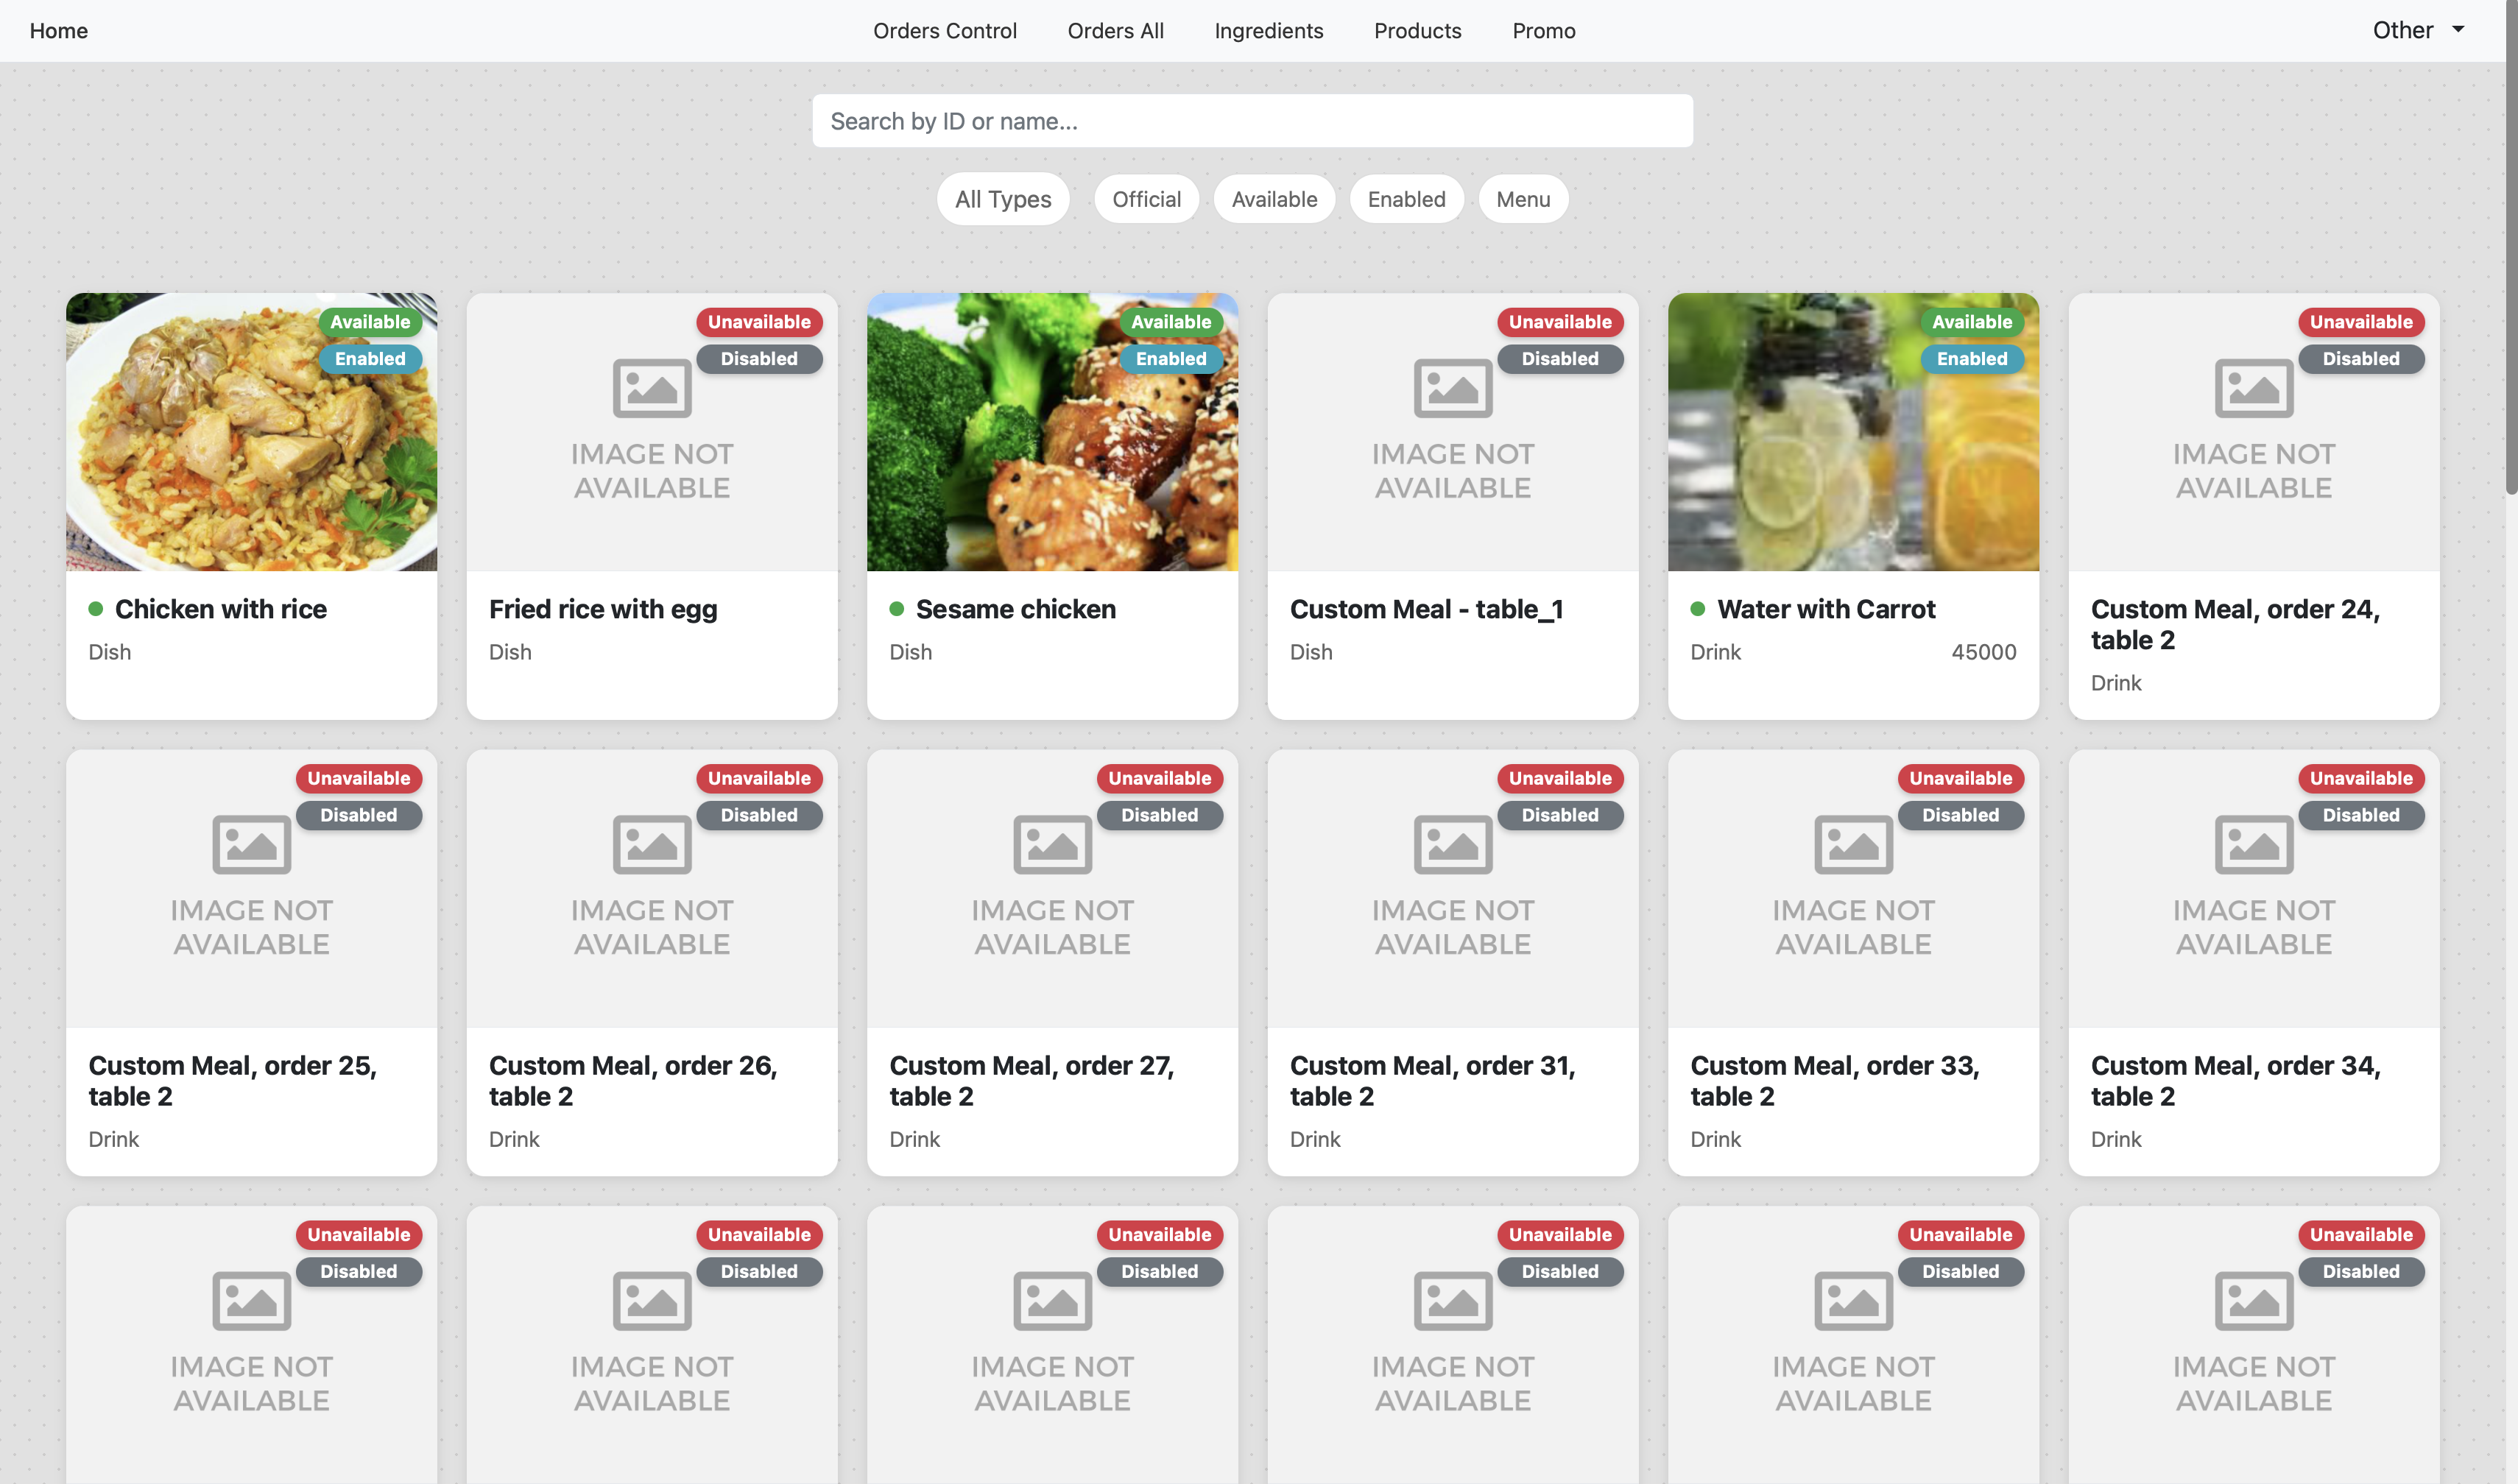 Home
Orders Control
Orders All
Ingredients
Products
Promo
Other
Search by ID or name...
All Types
Official
Available
Enabled
Menu
Available
Enabled
Chicken with rice
Dish
Unavailable
Disabled
IMAGE NOT
AVAILABLE
Fried rice with egg
Dish
Available
Enabled
Sesame chicken
Dish
Unavailable
Disabled
IMAGE NOT
AVAILABLE
Custom Meal - table_1
Dish
Available
Enabled
Water with Carrot
Drink 45000
Unavailable
Disabled
IMAGE NOT
AVAILABLE
Custom Meal, order 24,
table 2
Drink
Unavailable
Disabled
IMAGE NOT
AVAILABLE
Custom Meal, order 25,
table 2
Drink
Unavailable
Disabled
IMAGE NOT
AVAILABLE
Custom Meal, order 26,
table 2
Drink
Unavailable
Disabled
IMAGE NOT
AVAILABLE
Custom Meal, order 27,
table 2
Drink
Unavailable
Disabled
IMAGE NOT
AVAILABLE
Custom Meal, order 31,
table 2
Drink
Unavailable
Disabled
IMAGE NOT
AVAILABLE
Custom Meal, order 33,
table 2
Drink
Unavailable
Disabled
IMAGE NOT
AVAILABLE
Custom Meal, order 34,
table 2
Drink
Unavailable
Disabled
IMAGE NOT
AVAILABLE
Unavailable
Disabled
IMAGE NOT
AVAILABLE
Unavailable
Disabled
IMAGE NOT
AVAILABLE
Unavailable
Disabled
IMAGE NOT
AVAILABLE
Unavailable
Disabled
IMAGE NOT
AVAILABLE
Unavailable
Disabled
IMAGE NOT
AVAILABLE